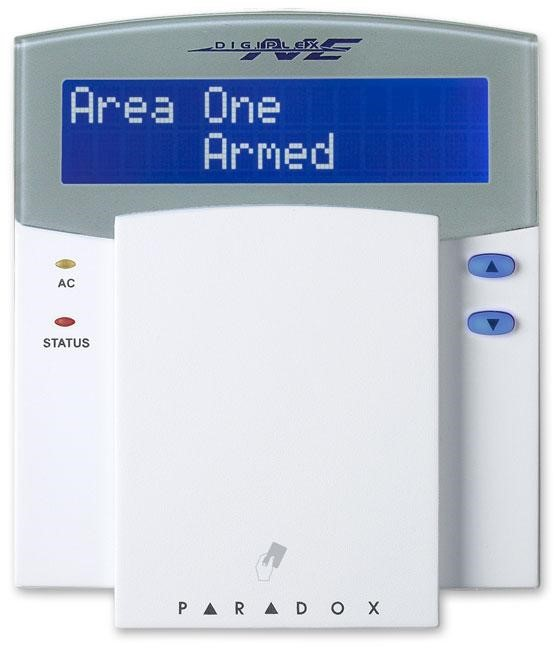 DIGIPLEX NE
Area One
Armed
AC
STATUS
PARADOX